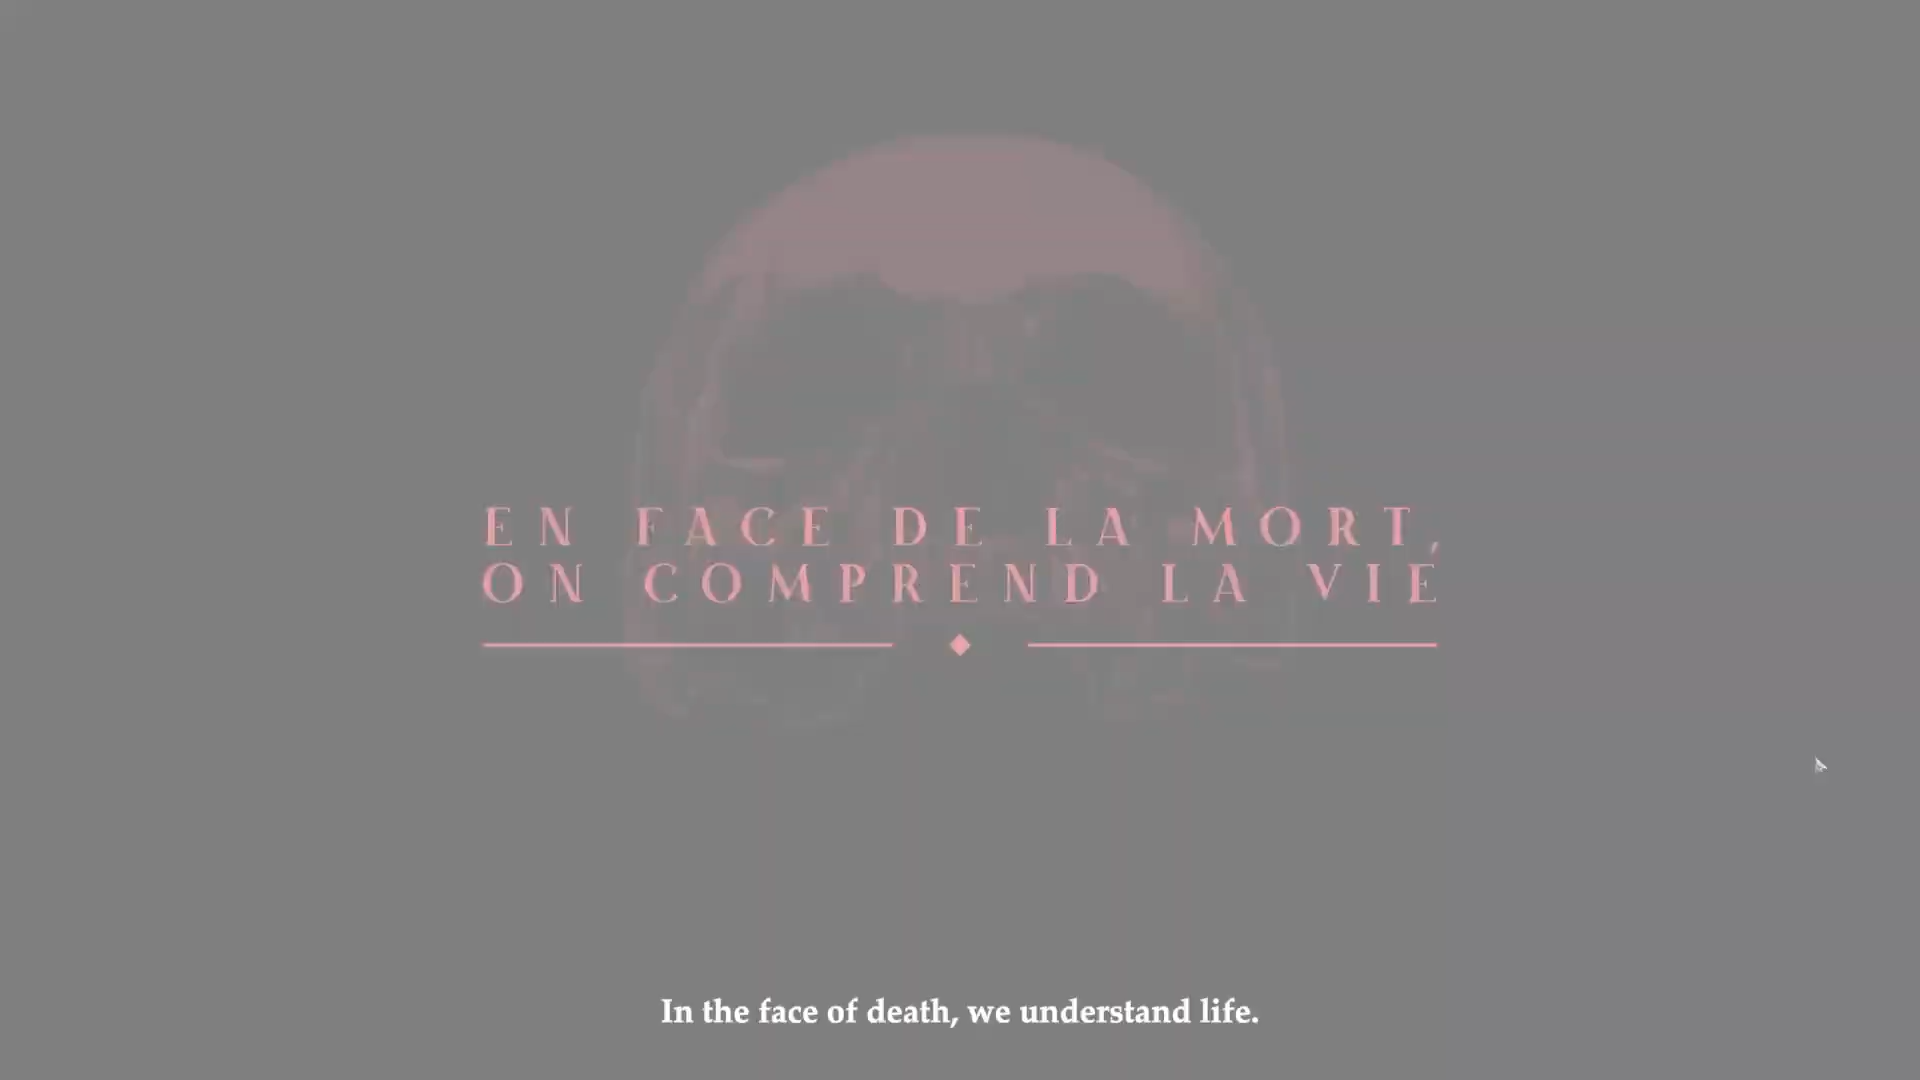 EN FACE DE LA MORT,
ON COMPREND LA VIE
In the face of death, we understand life.